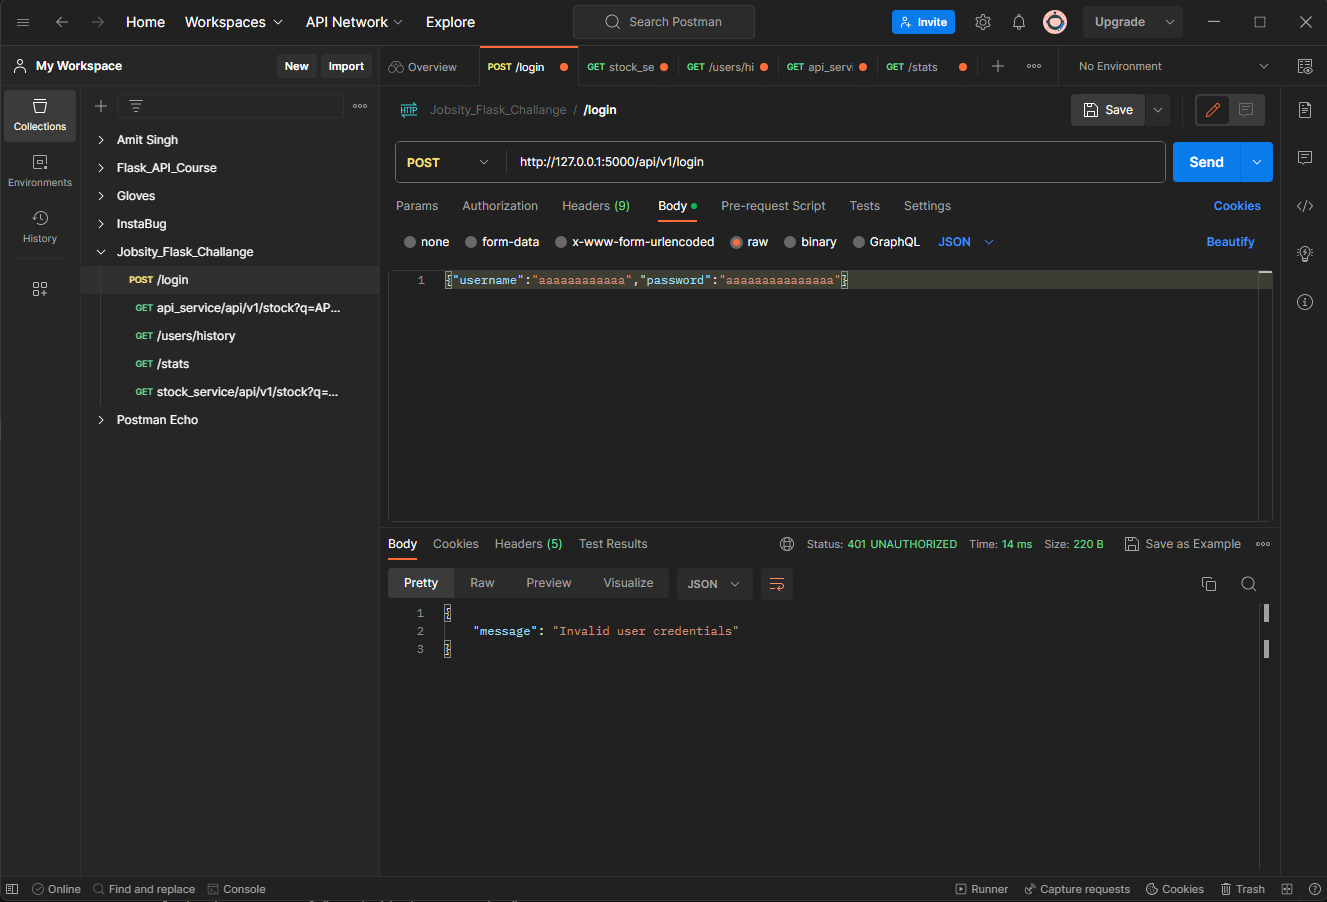 Home Workspaces API Network Explore Search Postman Invite Upgrade
My Workspace New Import Overview POST /login GET stock_se GET /users/hi GET api_servi GET /stats No Environment
Collections
Environments
History
Amit Singh
Flask_API_Course
Gloves
InstaBug
Jobsity_Flask_Challange
POST /login
GET api_service/api/v1/stock?q=AP...
GET /users/history
GET /stats
GET stock_service/api/v1/stock?q=...
Postman Echo
HTTP Jobsity_Flask_Challange / /login Save
POST http://127.0.0.1:5000/api/v1/login Send
Params Authorization Headers (9) Body Pre-request Script Tests Settings Cookies
none form-data x-www-form-urlencoded raw binary GraphQL JSON Beautify
1 {"username":"aaaaaaaaaaaa","password":"aaaaaaaaaaaaaaa"}
Body Cookies Headers (5) Test Results Status: 401 UNAUTHORIZED Time: 14 ms Size: 220 B Save as Example
Pretty Raw Preview Visualize JSON
1 {
2 "message": "Invalid user credentials"
3 }
Online Find and replace Console Runner Capture requests Cookies Trash